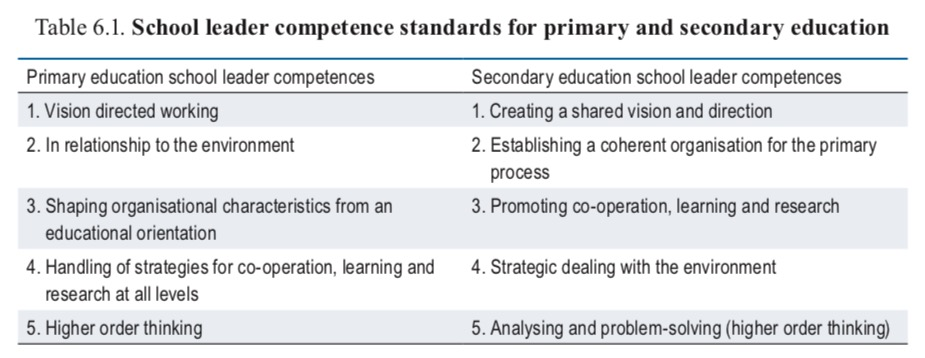 Table 6.1. School leader competence standards for primary and secondary education
Primary education school leader competences
Secondary education school leader competences
1. Vision directed working
1. Creating a shared vision and direction
2. In relationship to the environment
2. Establishing a coherent organisation for the primary
process
3. Shaping organisational characteristics from an
educational orientation
3. Promoting co-operation, learning and research
4. Handling of strategies for co-operation, learning and
research at all levels
4. Strategic dealing with the environment
5. Higher order thinking
5. Analysing and problem-solving (higher order thinking)